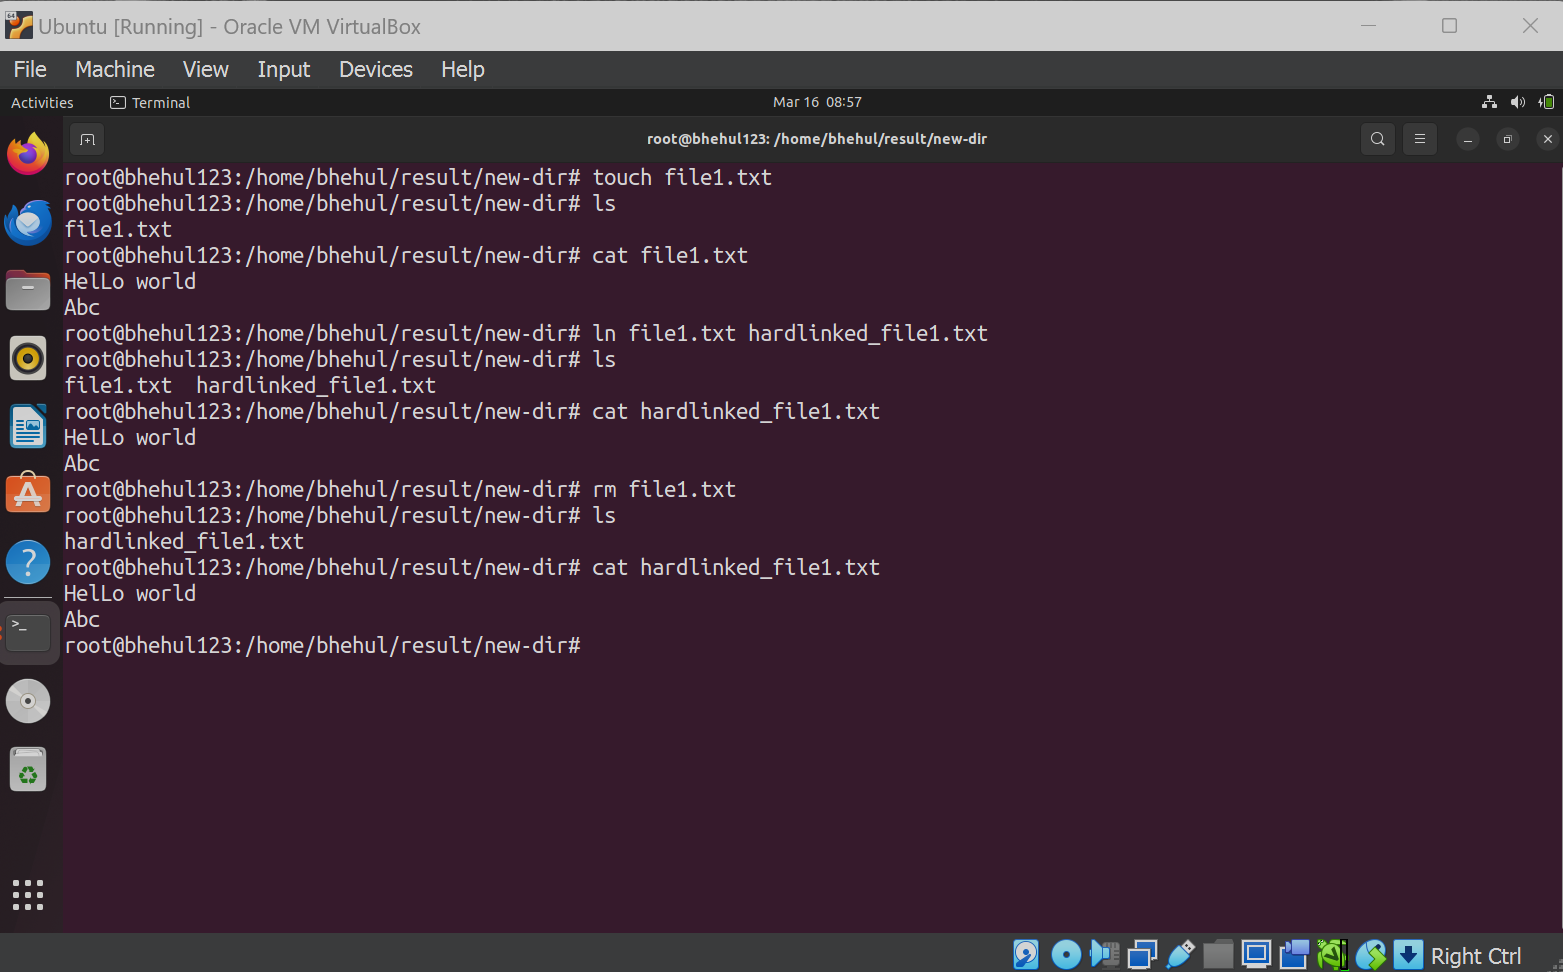 64
Ubuntu [Running] - Oracle VM VirtualBox
File Machine View Input Devices Help
Activities Terminal Mar 16 08:57
root@bhehul123: /home/bhehul/result/new-dir
root@bhehul123:/home/bhehul/result/new-dir# touch file1.txt
root@bhehul123:/home/bhehul/result/new-dir# ls
file1.txt
root@bhehul123:/home/bhehul/result/new-dir# cat file1.txt
HelLo world
Abc
root@bhehul123:/home/bhehul/result/new-dir# ln file1.txt hardlinked_file1.txt
root@bhehul123:/home/bhehul/result/new-dir# ls
file1.txt  hardlinked_file1.txt
root@bhehul123:/home/bhehul/result/new-dir# cat hardlinked_file1.txt
HelLo world
Abc
root@bhehul123:/home/bhehul/result/new-dir# rm file1.txt
root@bhehul123:/home/bhehul/result/new-dir# ls
hardlinked_file1.txt
root@bhehul123:/home/bhehul/result/new-dir# cat hardlinked_file1.txt
HelLo world
Abc
root@bhehul123:/home/bhehul/result/new-dir#
Right Ctrl